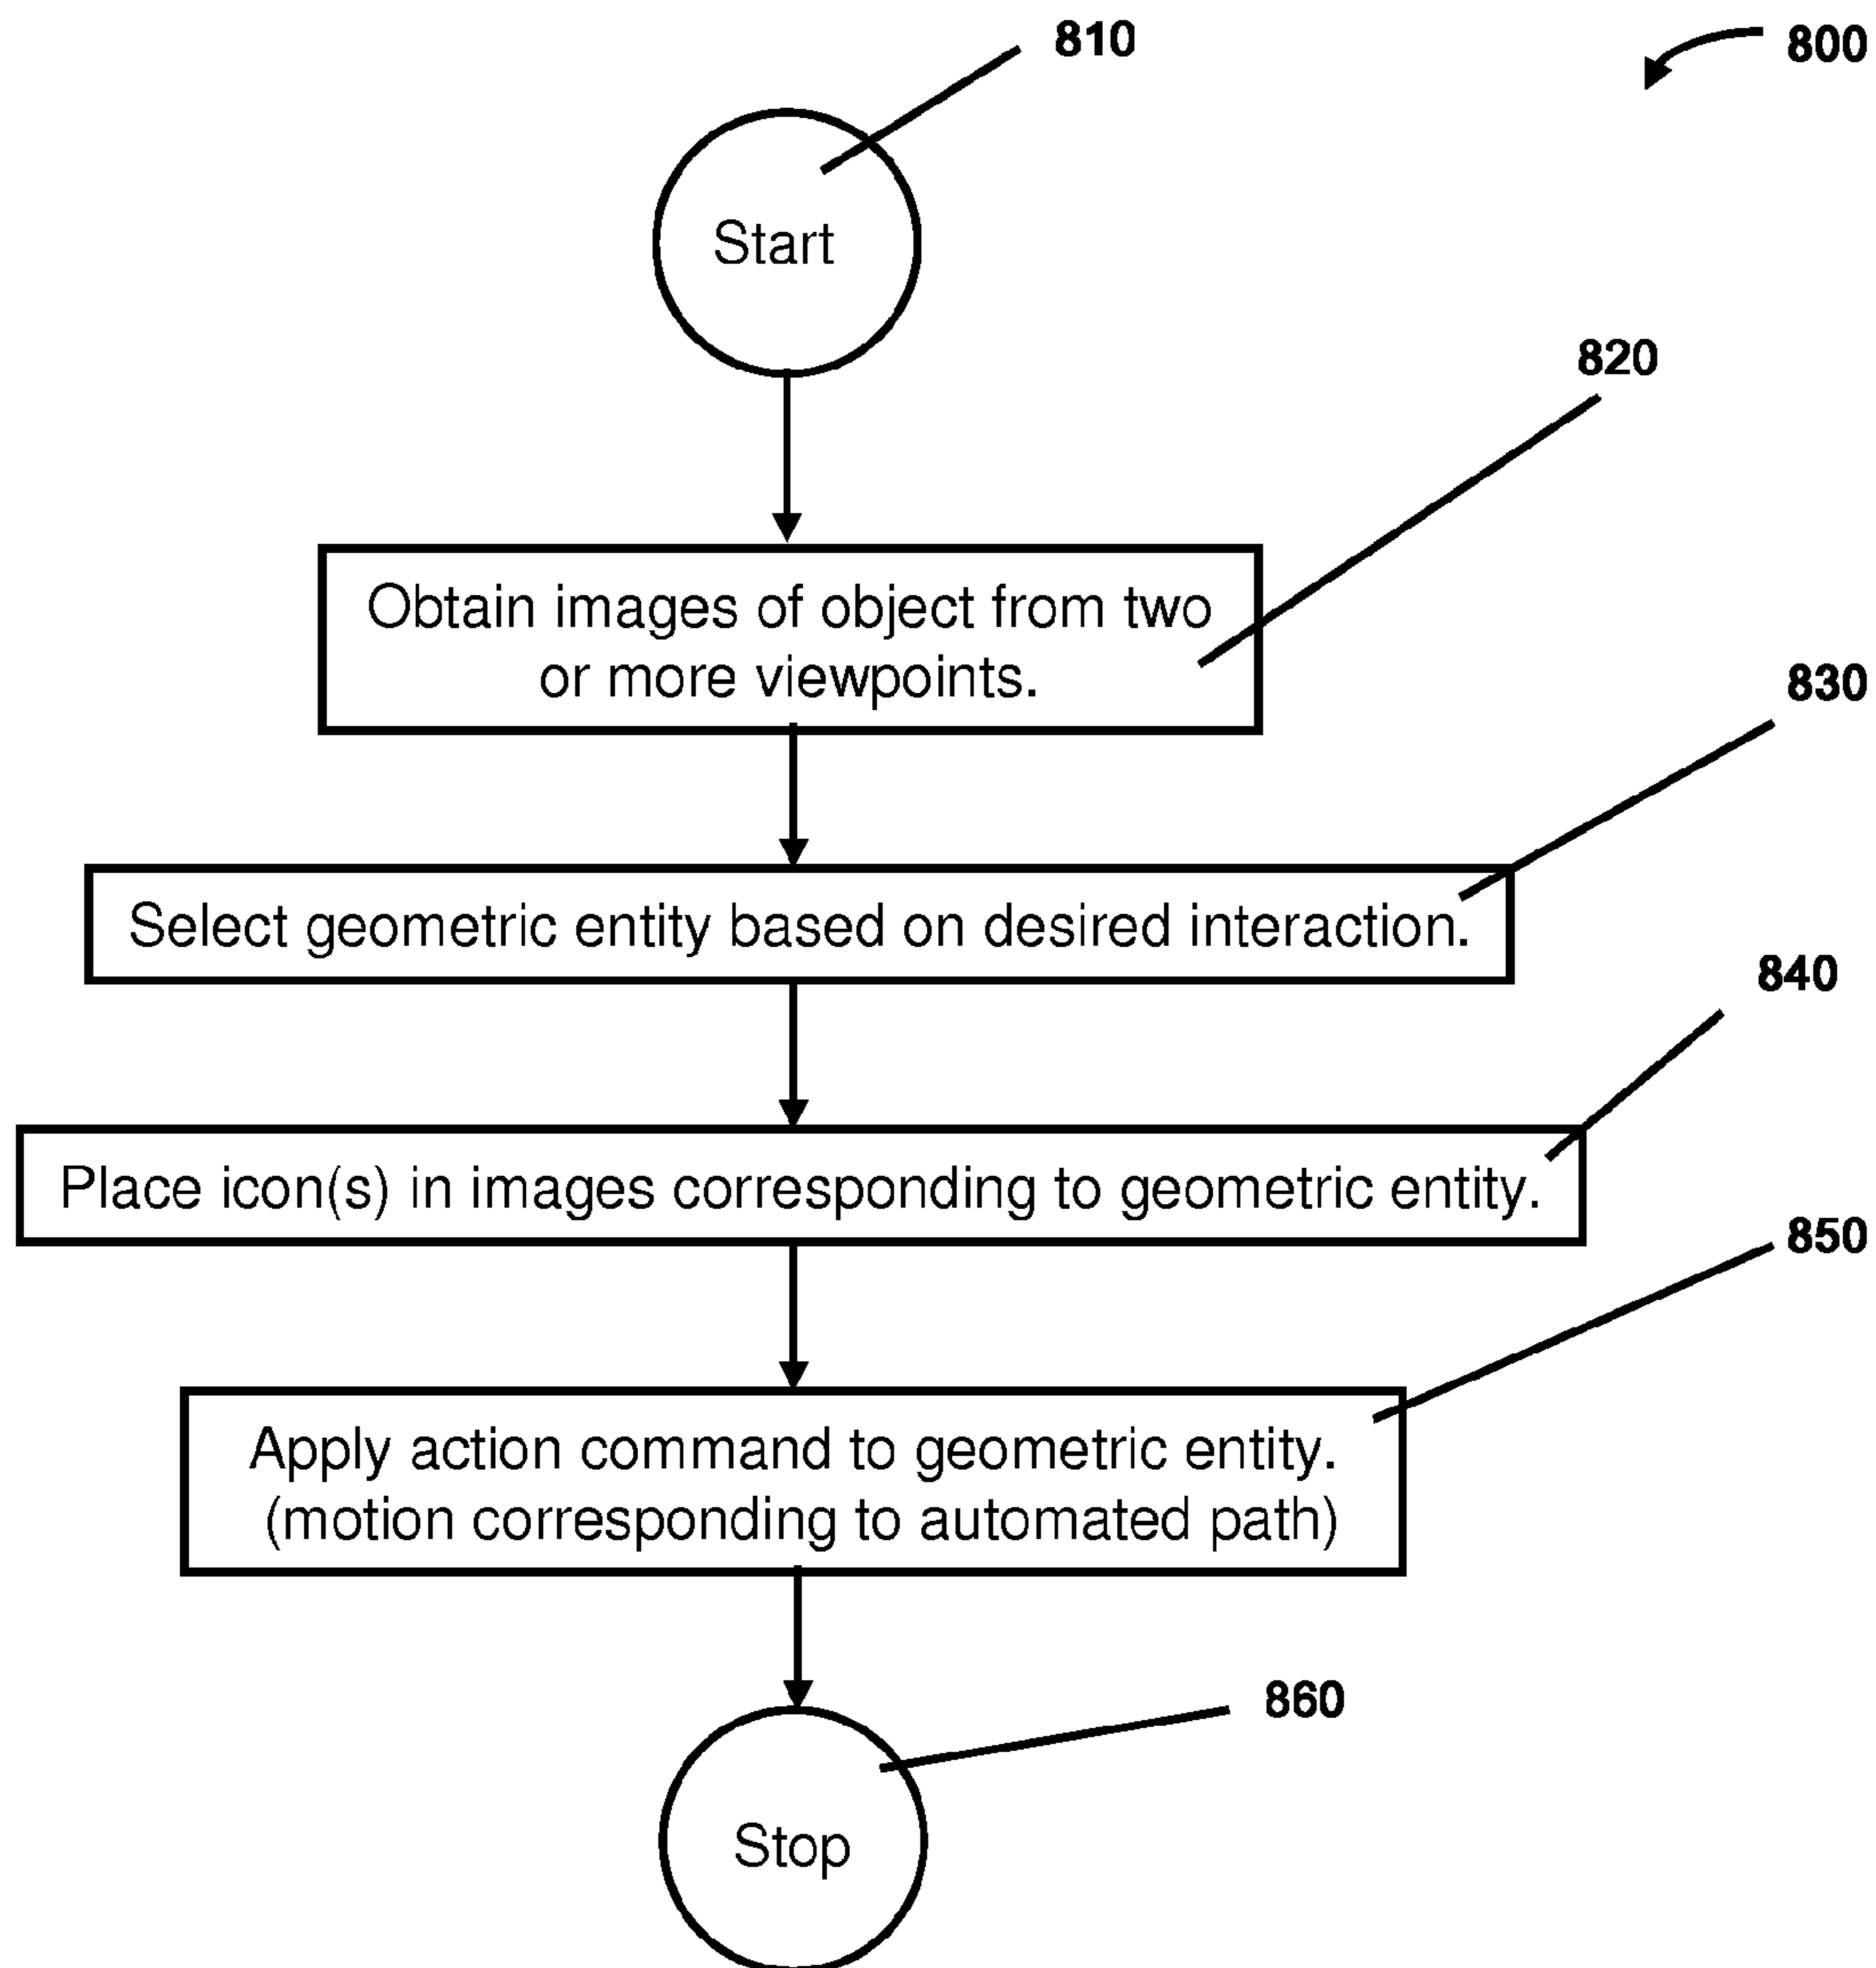 810
800
Start
820
Obtain images of object from two
or more viewpoints.
830
Select geometric entity based on desired interaction.
840
Place icon(s) in images corresponding to geometric entity.
850
Apply action command to geometric entity.
(motion corresponding to automated path)
860
Stop